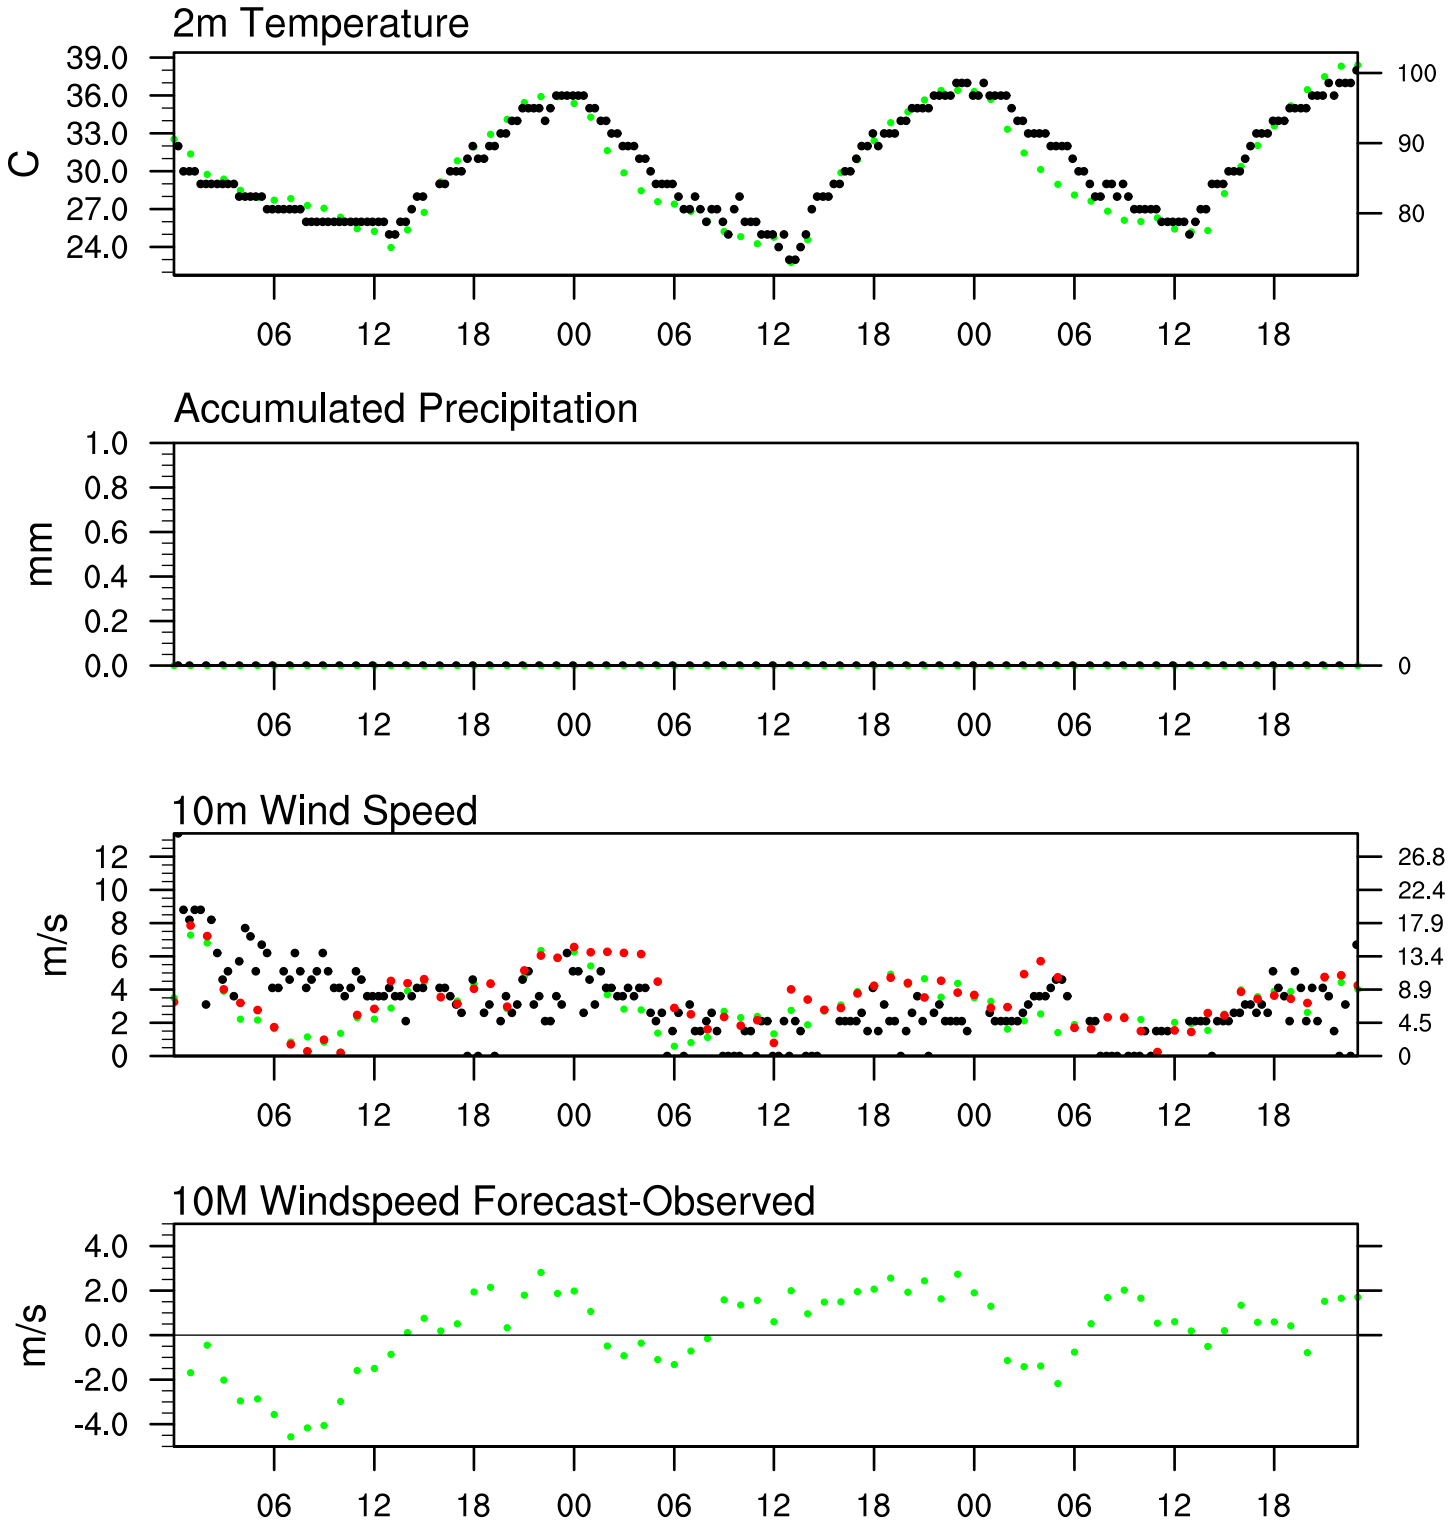 2m Temperature
39.0
36.0
33.0
30.0
27.0
24.0
C
100
90
80
06 12 18 00 06 12 18 00 06 12 18
Accumulated Precipitation
1.0
0.8
0.6
0.4
0.2
0.0
mm
0
06 12 18 00 06 12 18 00 06 12 18
10m Wind Speed
12
10
8
6
4
2
0
m/s
26.8
22.4
17.9
13.4
8.9
4.5
0
06 12 18 00 06 12 18 00 06 12 18
10M Windspeed Forecast-Observed
4.0
2.0
0.0
-2.0
-4.0
m/s
06 12 18 00 06 12 18 00 06 12 18